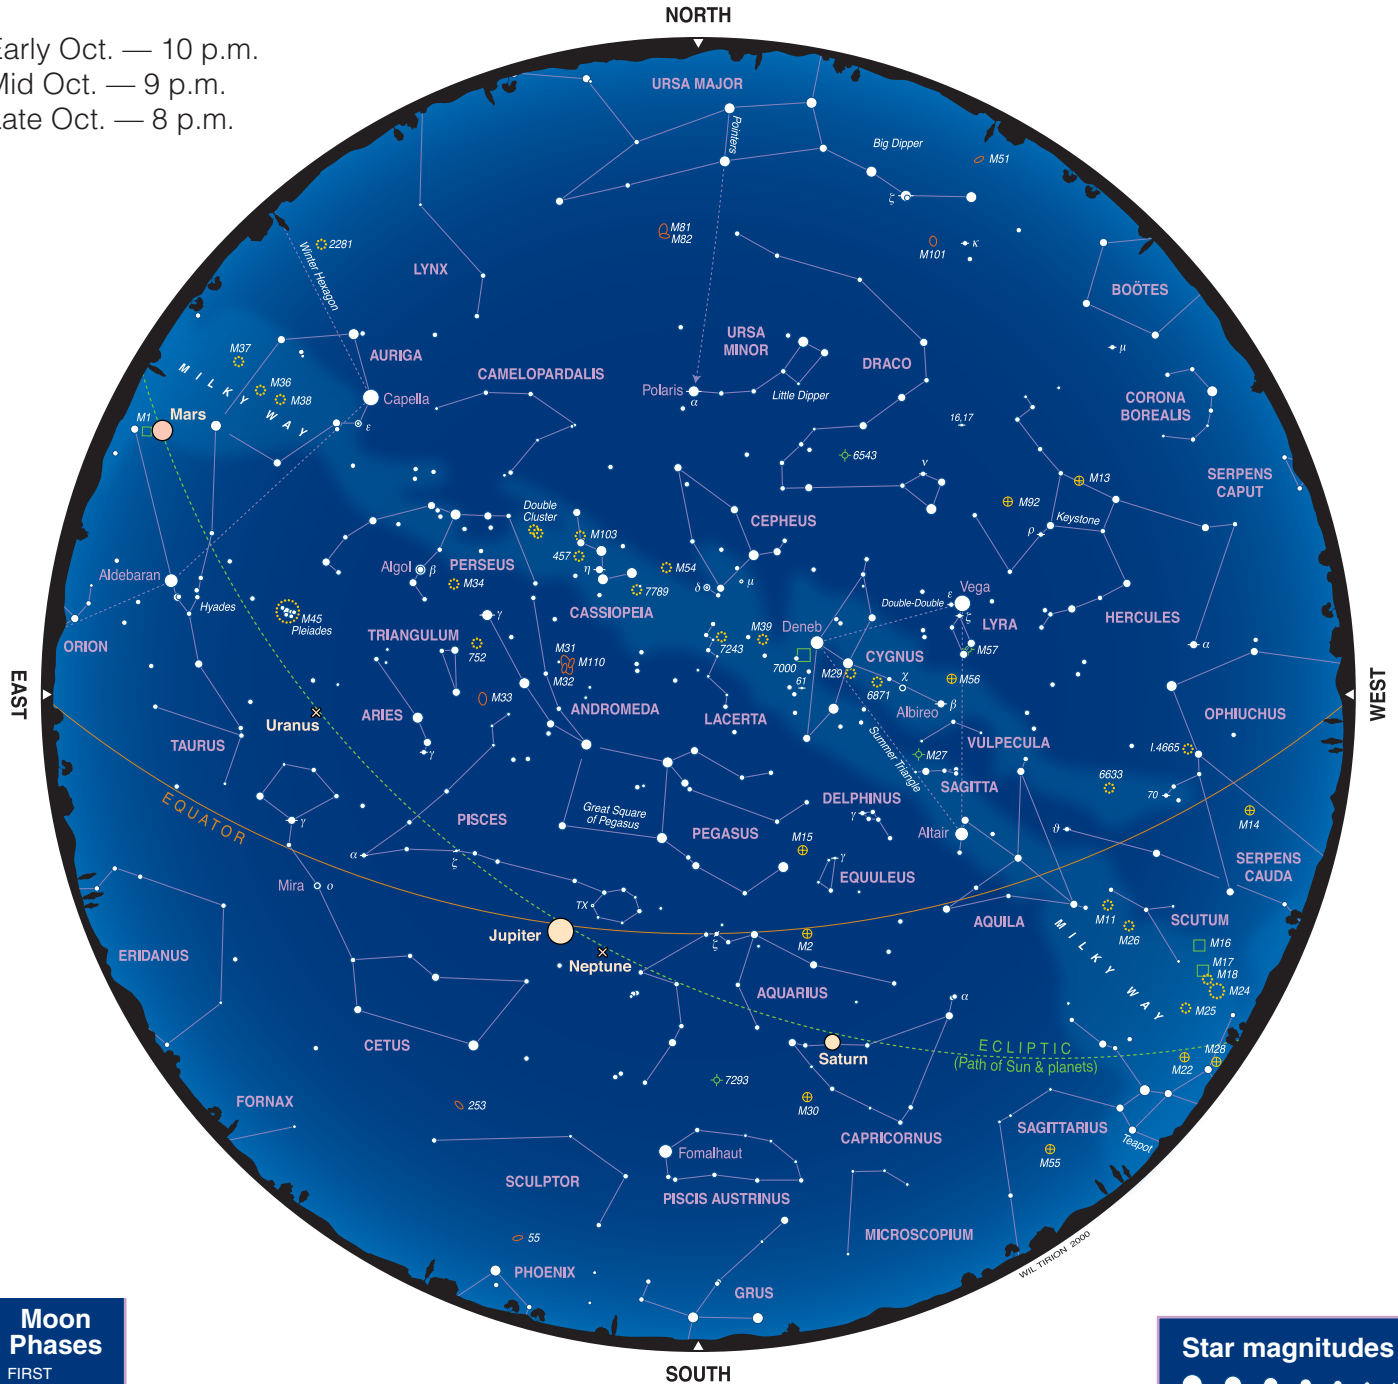 NORTH
Early Oct. — 10 p.m.
Mid Oct. — 9 p.m.
Late Oct. — 8 p.m.
URSA MAJOR
Pointers
Big Dipper
M51
ζ
M81
M82
M101
κ
2281
Winter Hexagon
LYNX
BOÖTES
μ
URSA
MINOR
DRACO
M37
AURIGA
CAMELOPARDALIS
M36
M38
MILKY WAY
Capella
Polaris
α
Little Dipper
CORONA
BOREALIS
M1
Mars
ε
16,17
6543
ν
M13
SERPENS
CAPUT
M92
Keystone
ρ
Double
Cluster
M103
CEPHEUS
457
η
M54
δ
μ
Algol
β
PERSEUS
M34
7789
CASSIOPEIA
Aldebaran
Hyades
M45
Pleiades
Vega
ε
Double-Double
ζ
LYRA
HERCULES
ORION
TRIANGULUM
γ
752
M31
M110
M32
M39
7243
Deneb
7000
61
M29
CYGNUS
χ
6871
M57
M56
α
EAST
WEST
Uranus
ARIES
γ
M33
ANDROMEDA
LACERTA
Albireo
β
OPHIUCHUS
TAURUS
Summer Triangle
M27
VULPECULA
SAGITTA
I.4665
6633
70
EQUATOR
γ
PISCES
Great Square
of Pegasus
PEGASUS
DELPHINUS
γ
Altair
ϑ
M14
α
ζ
M15
γ
EQUULEUS
SERPENS
CAUDA
Mira
ο
TX
AQUILA
M11
M26
SCUTUM
Jupiter
Neptune
ξ
M2
MILKY WAY
M16
M17
M18
M24
M25
ERIDANUS
AQUARIUS
α
CETUS
Saturn
ECLIPTIC
(Path of Sun & planets)
M28
M22
7293
M30
FORNAX
253
CAPRICORNUS
SAGITTARIUS
Teapot
M55
Fomalhaut
SCULPTOR
PISCIS AUSTRINUS
MICROSCOPIUM
55
WIL TIRION 2000
PHOENIX
GRUS
Moon
Phases
FIRST
SOUTH
Star magnitudes